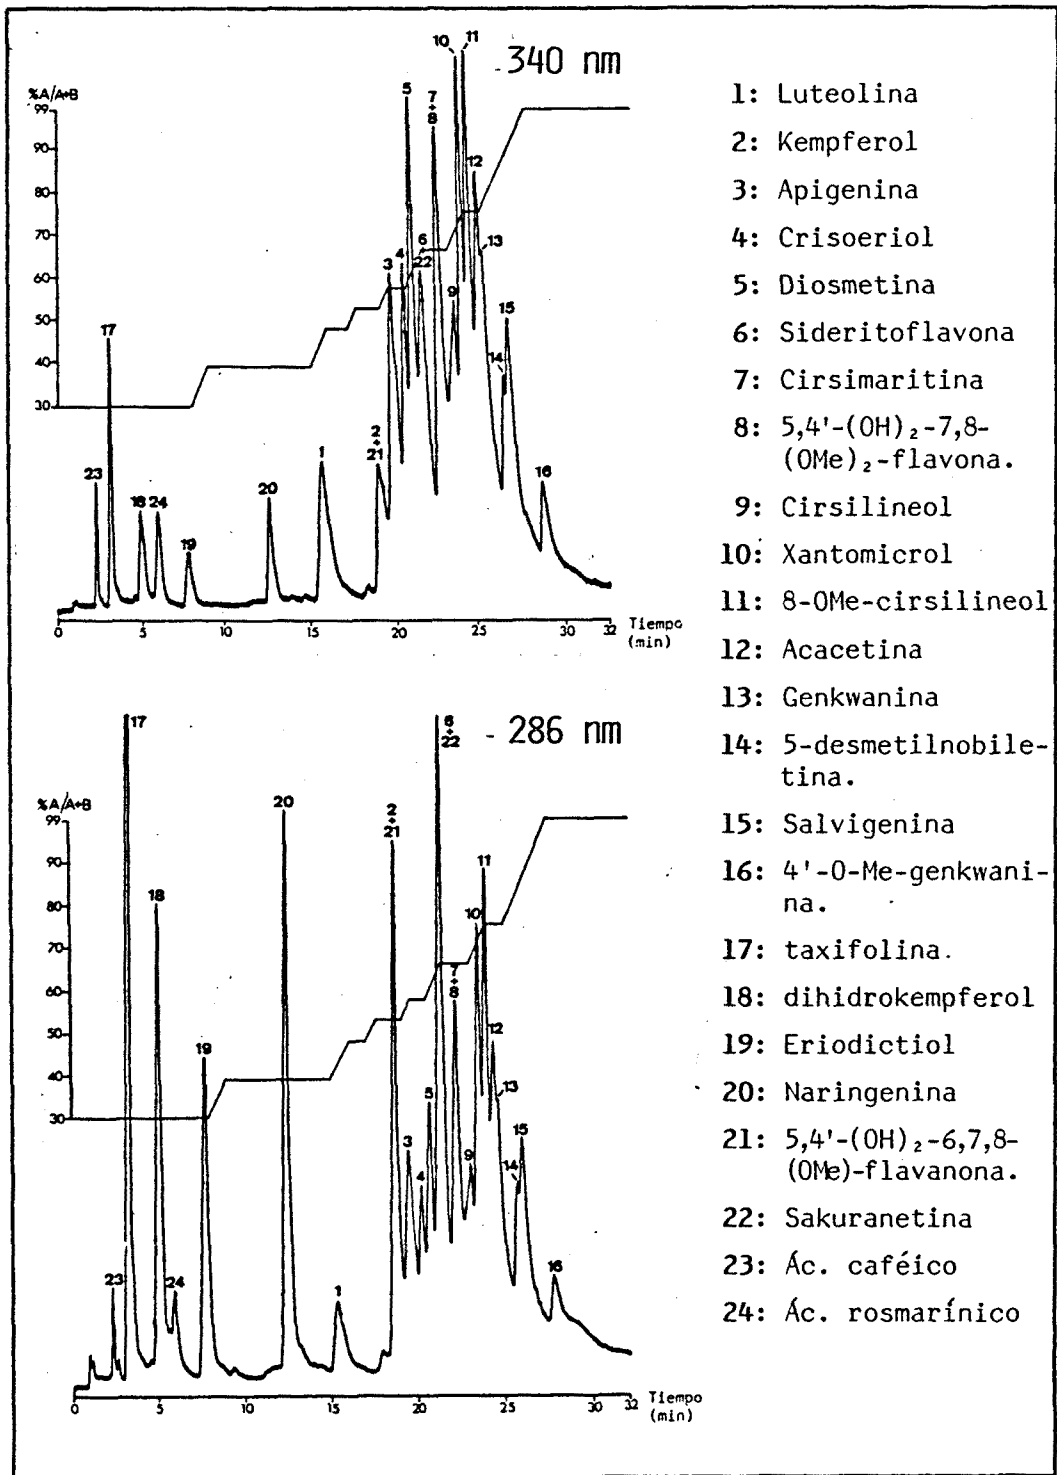 340 nm
%A/A+B
99
90
80
70
60
50
40
30
23
17
18
24
19
20
1
2
+
21
3
4
5
6
+
22
7
+
8
9
10
11
12
13
14
15
16
0
5
10
15
20
25
30
32
Tiempo
(min)
286 nm
%A/A+B
99
90
80
70
60
50
40
30
23
17
18
24
19
20
1
2
+
21
3
4
5
6
+
22
7
+
8
9
10
11
12
13
14
15
16
0
5
10
15
20
25
30
32
Tiempo
(min)
1: Luteolina
2: Kempferol
3: Apigenina
4: Crisoeriol
5: Diosmetina
6: Sideritoflavona
7: Cirsimaritina
8: 5,4'-(OH)₂-7,8-
(OMe)₂-flavona.
9: Cirsilineol
10: Xantomicrol
11: 8-OMe-cirsilineol
12: Acacetina
13: Genkwanina
14: 5-desmetilnobile-
tina.
15: Salvigenina
16: 4'-O-Me-genkwani-
na.
17: taxifolina.
18: dihidrokempferol
19: Eriodictiol
20: Naringenina
21: 5,4'-(OH)₂-6,7,8-
(OMe)-flavanona.
22: Sakuranetina
23: Ác. caféico
24: Ác. rosmarínico